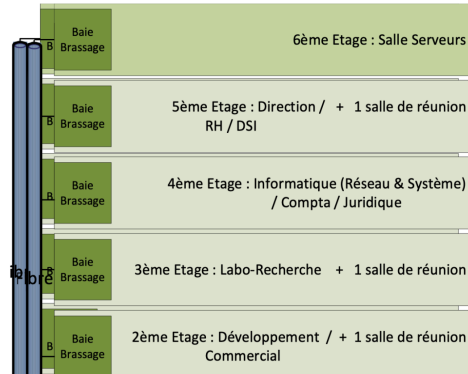 B
Baie
Brassage
6ème Etage : Salle Serveurs
B
Baie
Brassage
5ème Etage : Direction / + 1 salle de réunion
RH / DSI
B
Baie
Brassage
4ème Etage : Informatique (Réseau & Système)
/ Compta / Juridique
B
Baie
Brassage
3ème Etage : Labo-Recherche + 1 salle de réunion
B
Baie
Brassage
2ème Etage : Développement / + 1 salle de réunion
Commercial